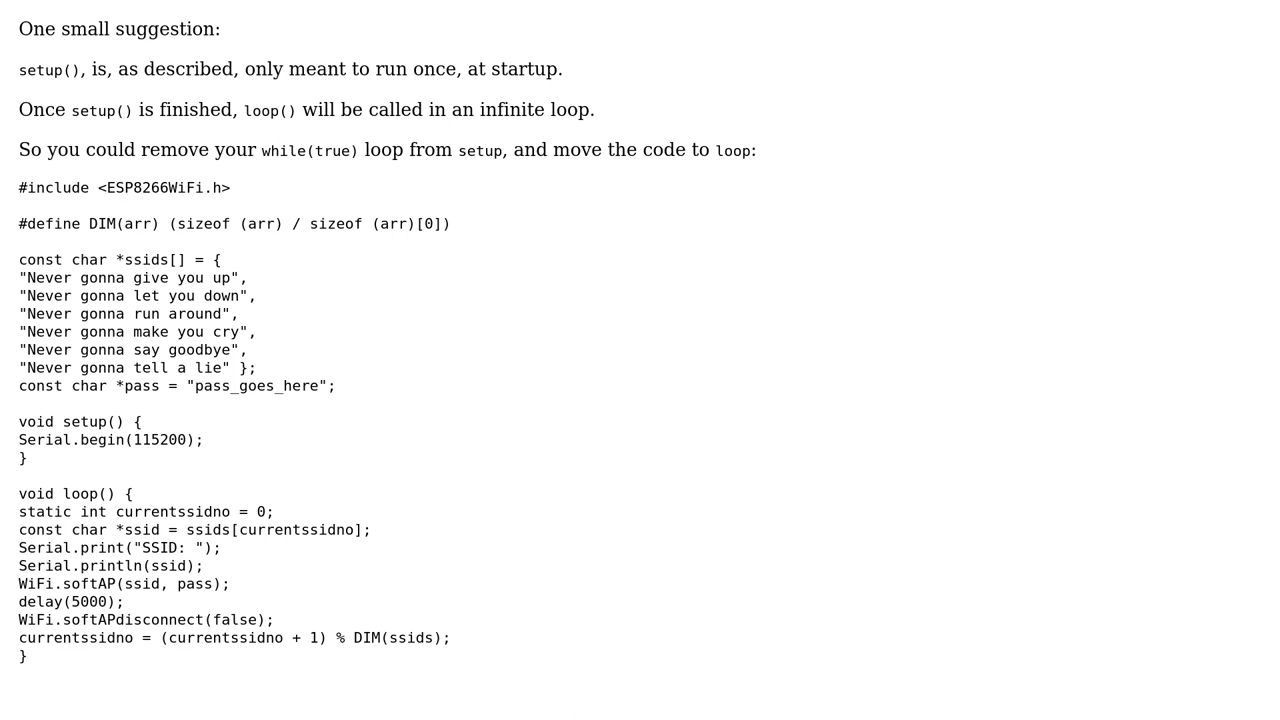 One small suggestion:
setup(), is, as described, only meant to run once, at startup.
Once setup() is finished, loop() will be called in an infinite loop.
So you could remove your while(true) loop from setup, and move the code to loop:
#include <ESP8266WiFi.h>
#define DIM(arr) (sizeof (arr) / sizeof (arr)[0])
const char *ssids[] = {
"Never gonna give you up",
"Never gonna let you down",
"Never gonna run around",
"Never gonna make you cry",
"Never gonna say goodbye",
"Never gonna tell a lie" };
const char *pass = "pass_goes_here";
void setup() {
Serial.begin(115200);
}
void loop() {
static int currentssidno = 0;
const char *ssid = ssids[currentssidno];
Serial.print("SSID: ");
Serial.println(ssid);
WiFi.softAP(ssid, pass);
delay(5000);
WiFi.softAPdisconnect(false);
currentssidno = (currentssidno + 1) % DIM(ssids);
}